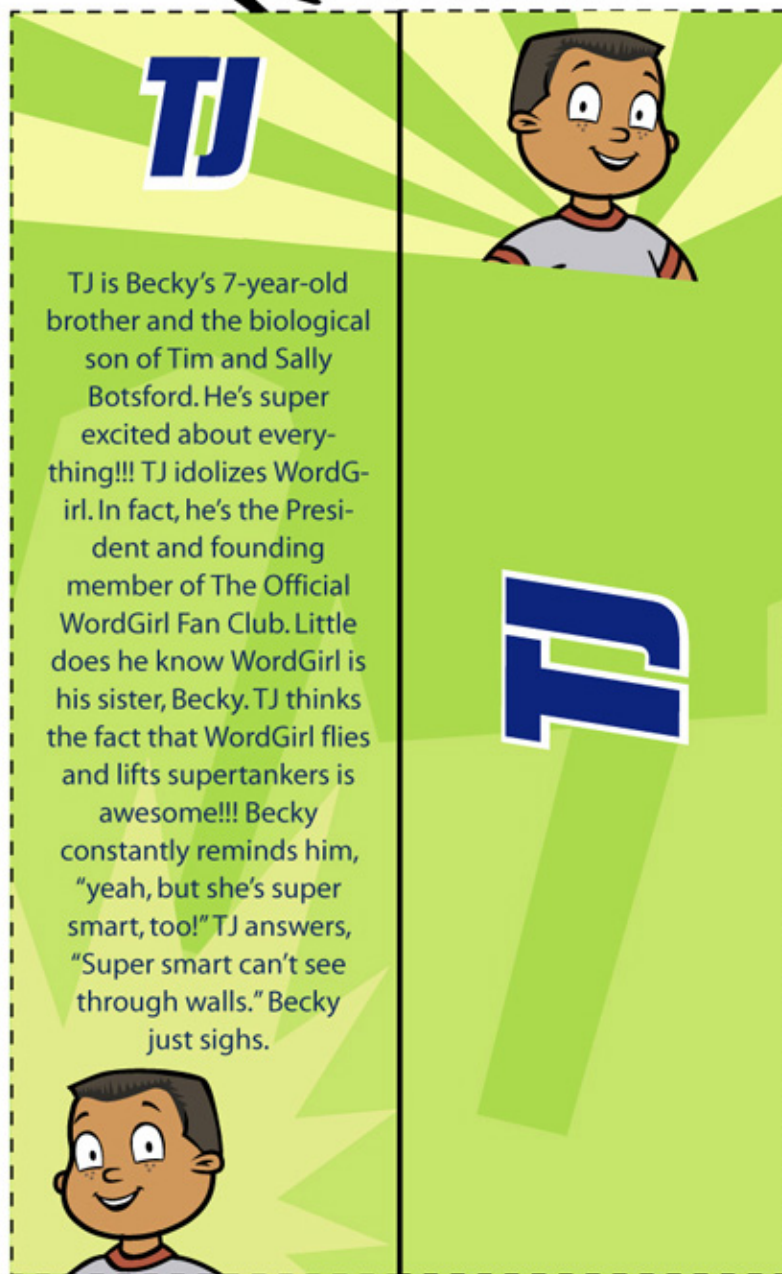 TJ
TJ is Becky’s 7-year-old
brother and the biological
son of Tim and Sally
Botsford. He’s super
excited about every-
thing!!! TJ idolizes WordG-
irl. In fact, he’s the Presi-
dent and founding
member of The Official
WordGirl Fan Club. Little
does he know WordGirl is
his sister, Becky. TJ thinks
the fact that WordGirl flies
and lifts supertankers is
awesome!!! Becky
constantly reminds him,
“yeah, but she’s super
smart, too!” TJ answers,
“Super smart can’t see
through walls.” Becky
just sighs.
TJ